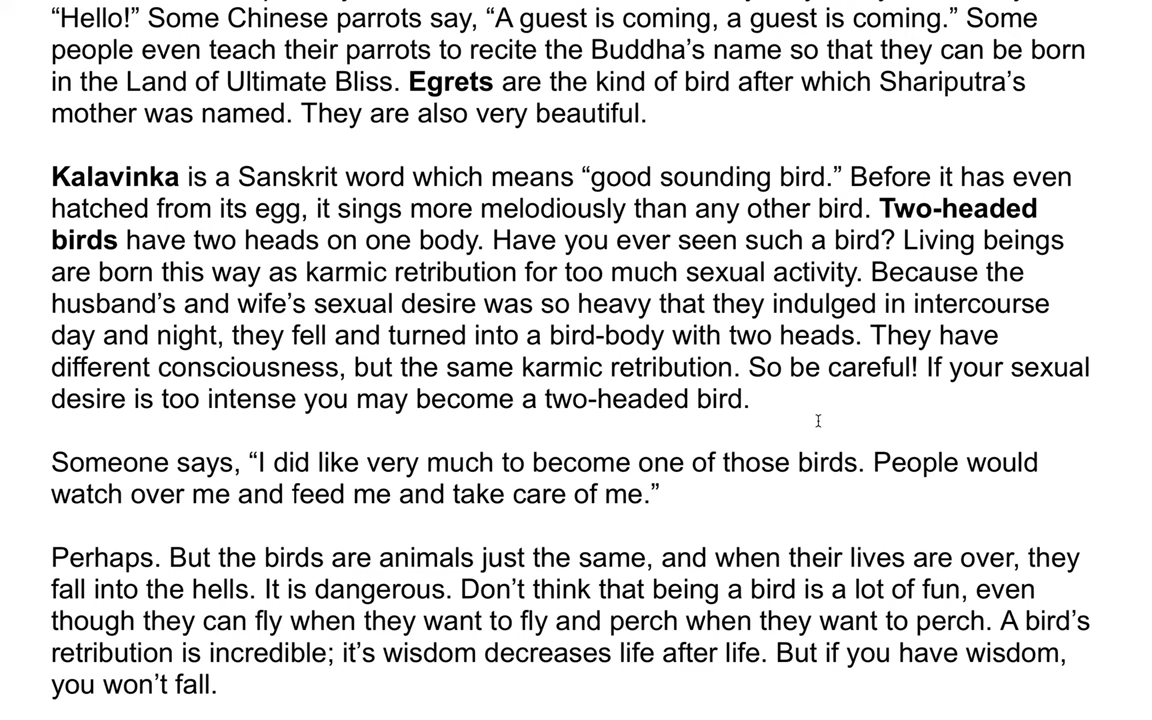 “Hello!” Some Chinese parrots say, “A guest is coming, a guest is coming.” Some
people even teach their parrots to recite the Buddha’s name so that they can be born
in the Land of Ultimate Bliss. Egrets are the kind of bird after which Shariputra’s
mother was named. They are also very beautiful.
Kalavinka is a Sanskrit word which means “good sounding bird.” Before it has even
hatched from its egg, it sings more melodiously than any other bird. Two-headed
birds have two heads on one body. Have you ever seen such a bird? Living beings
are born this way as karmic retribution for too much sexual activity. Because the
husband’s and wife’s sexual desire was so heavy that they indulged in intercourse
day and night, they fell and turned into a bird-body with two heads. They have
different consciousness, but the same karmic retribution. So be careful! If your sexual
desire is too intense you may become a two-headed bird.
Someone says, “I did like very much to become one of those birds. People would
watch over me and feed me and take care of me.”
Perhaps. But the birds are animals just the same, and when their lives are over, they
fall into the hells. It is dangerous. Don’t think that being a bird is a lot of fun, even
though they can fly when they want to fly and perch when they want to perch. A bird’s
retribution is incredible; it’s wisdom decreases life after life. But if you have wisdom,
you won’t fall.